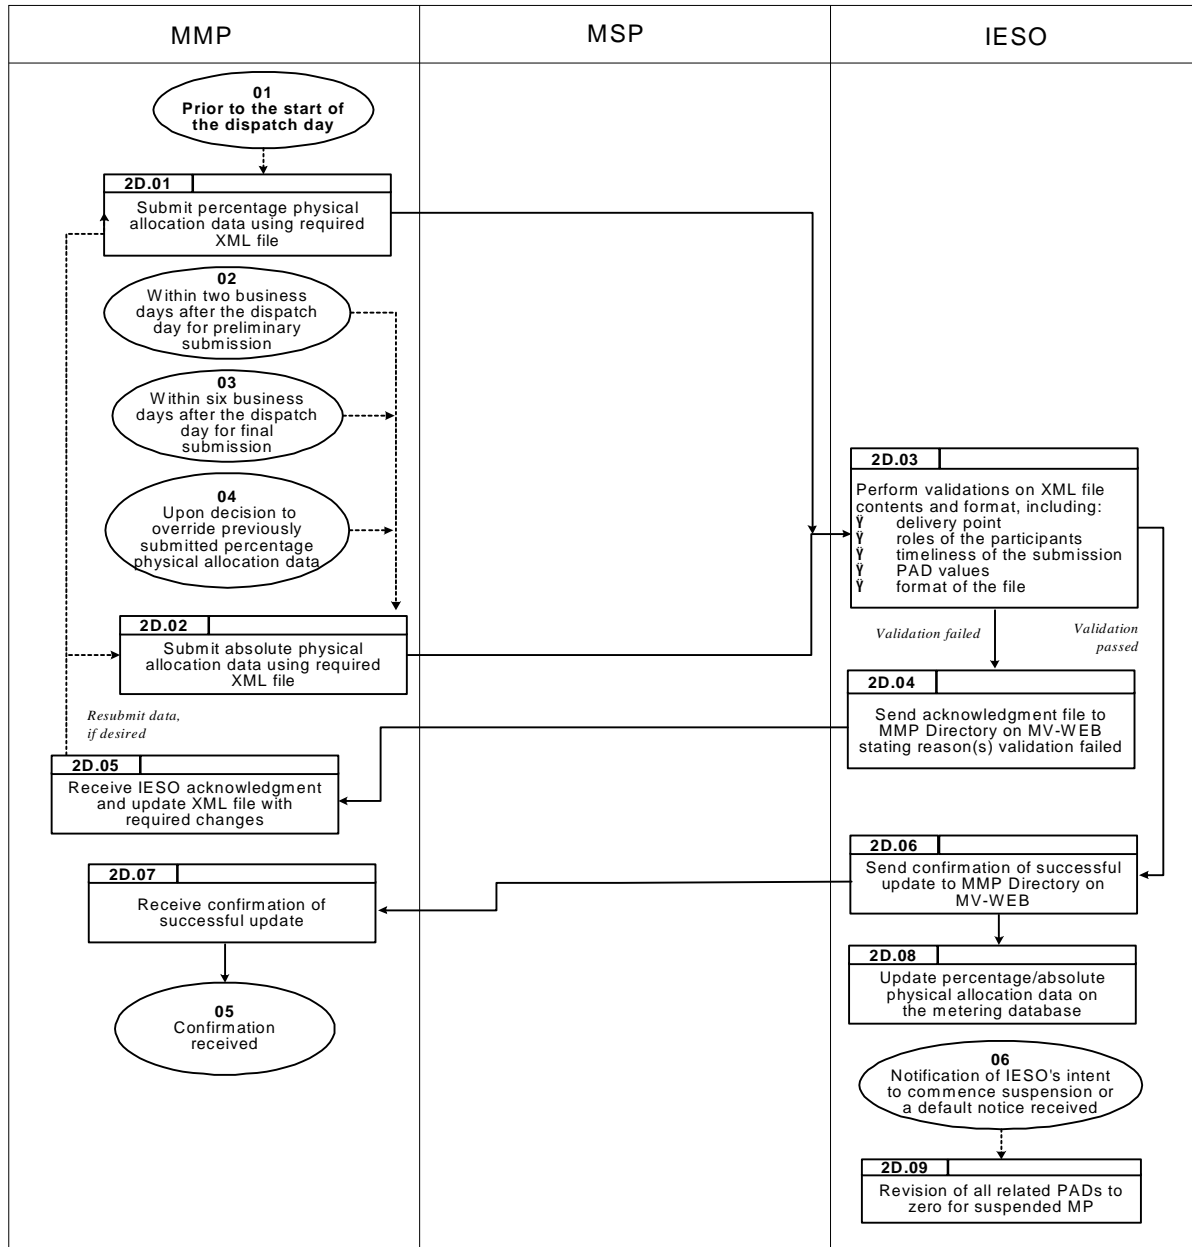 MMP
MSP
IESO
01
Prior to the start of
the dispatch day
2D.01
Submit percentage physical
allocation data using required
XML file
02
Within two business
days after the dispatch
day for preliminary
submission
03
Within six business
days after the dispatch
day for final
submission
04
Upon decision to
override previously
submitted percentage
physical allocation data
2D.02
Submit absolute physical
allocation data using required
XML file
Resubmit data,
if desired
2D.03
Perform validations on XML file
contents and format, including:
Ÿ delivery point
Ÿ roles of the participants
Ÿ timeliness of the submission
Ÿ PAD values
Ÿ format of the file
Validation failed
Validation
passed
2D.04
Send acknowledgment file to
MMP Directory on MV-WEB
stating reason(s) validation failed
2D.05
Receive IESO acknowledgment
and update XML file with
required changes
2D.06
Send confirmation of successful
update to MMP Directory on
MV-WEB
2D.07
Receive confirmation of
successful update
2D.08
Update percentage/absolute
physical allocation data on
the metering database
05
Confirmation
received
06
Notification of IESO's intent
to commence suspension or
a default notice received
2D.09
Revision of all related PADs to
zero for suspended MP